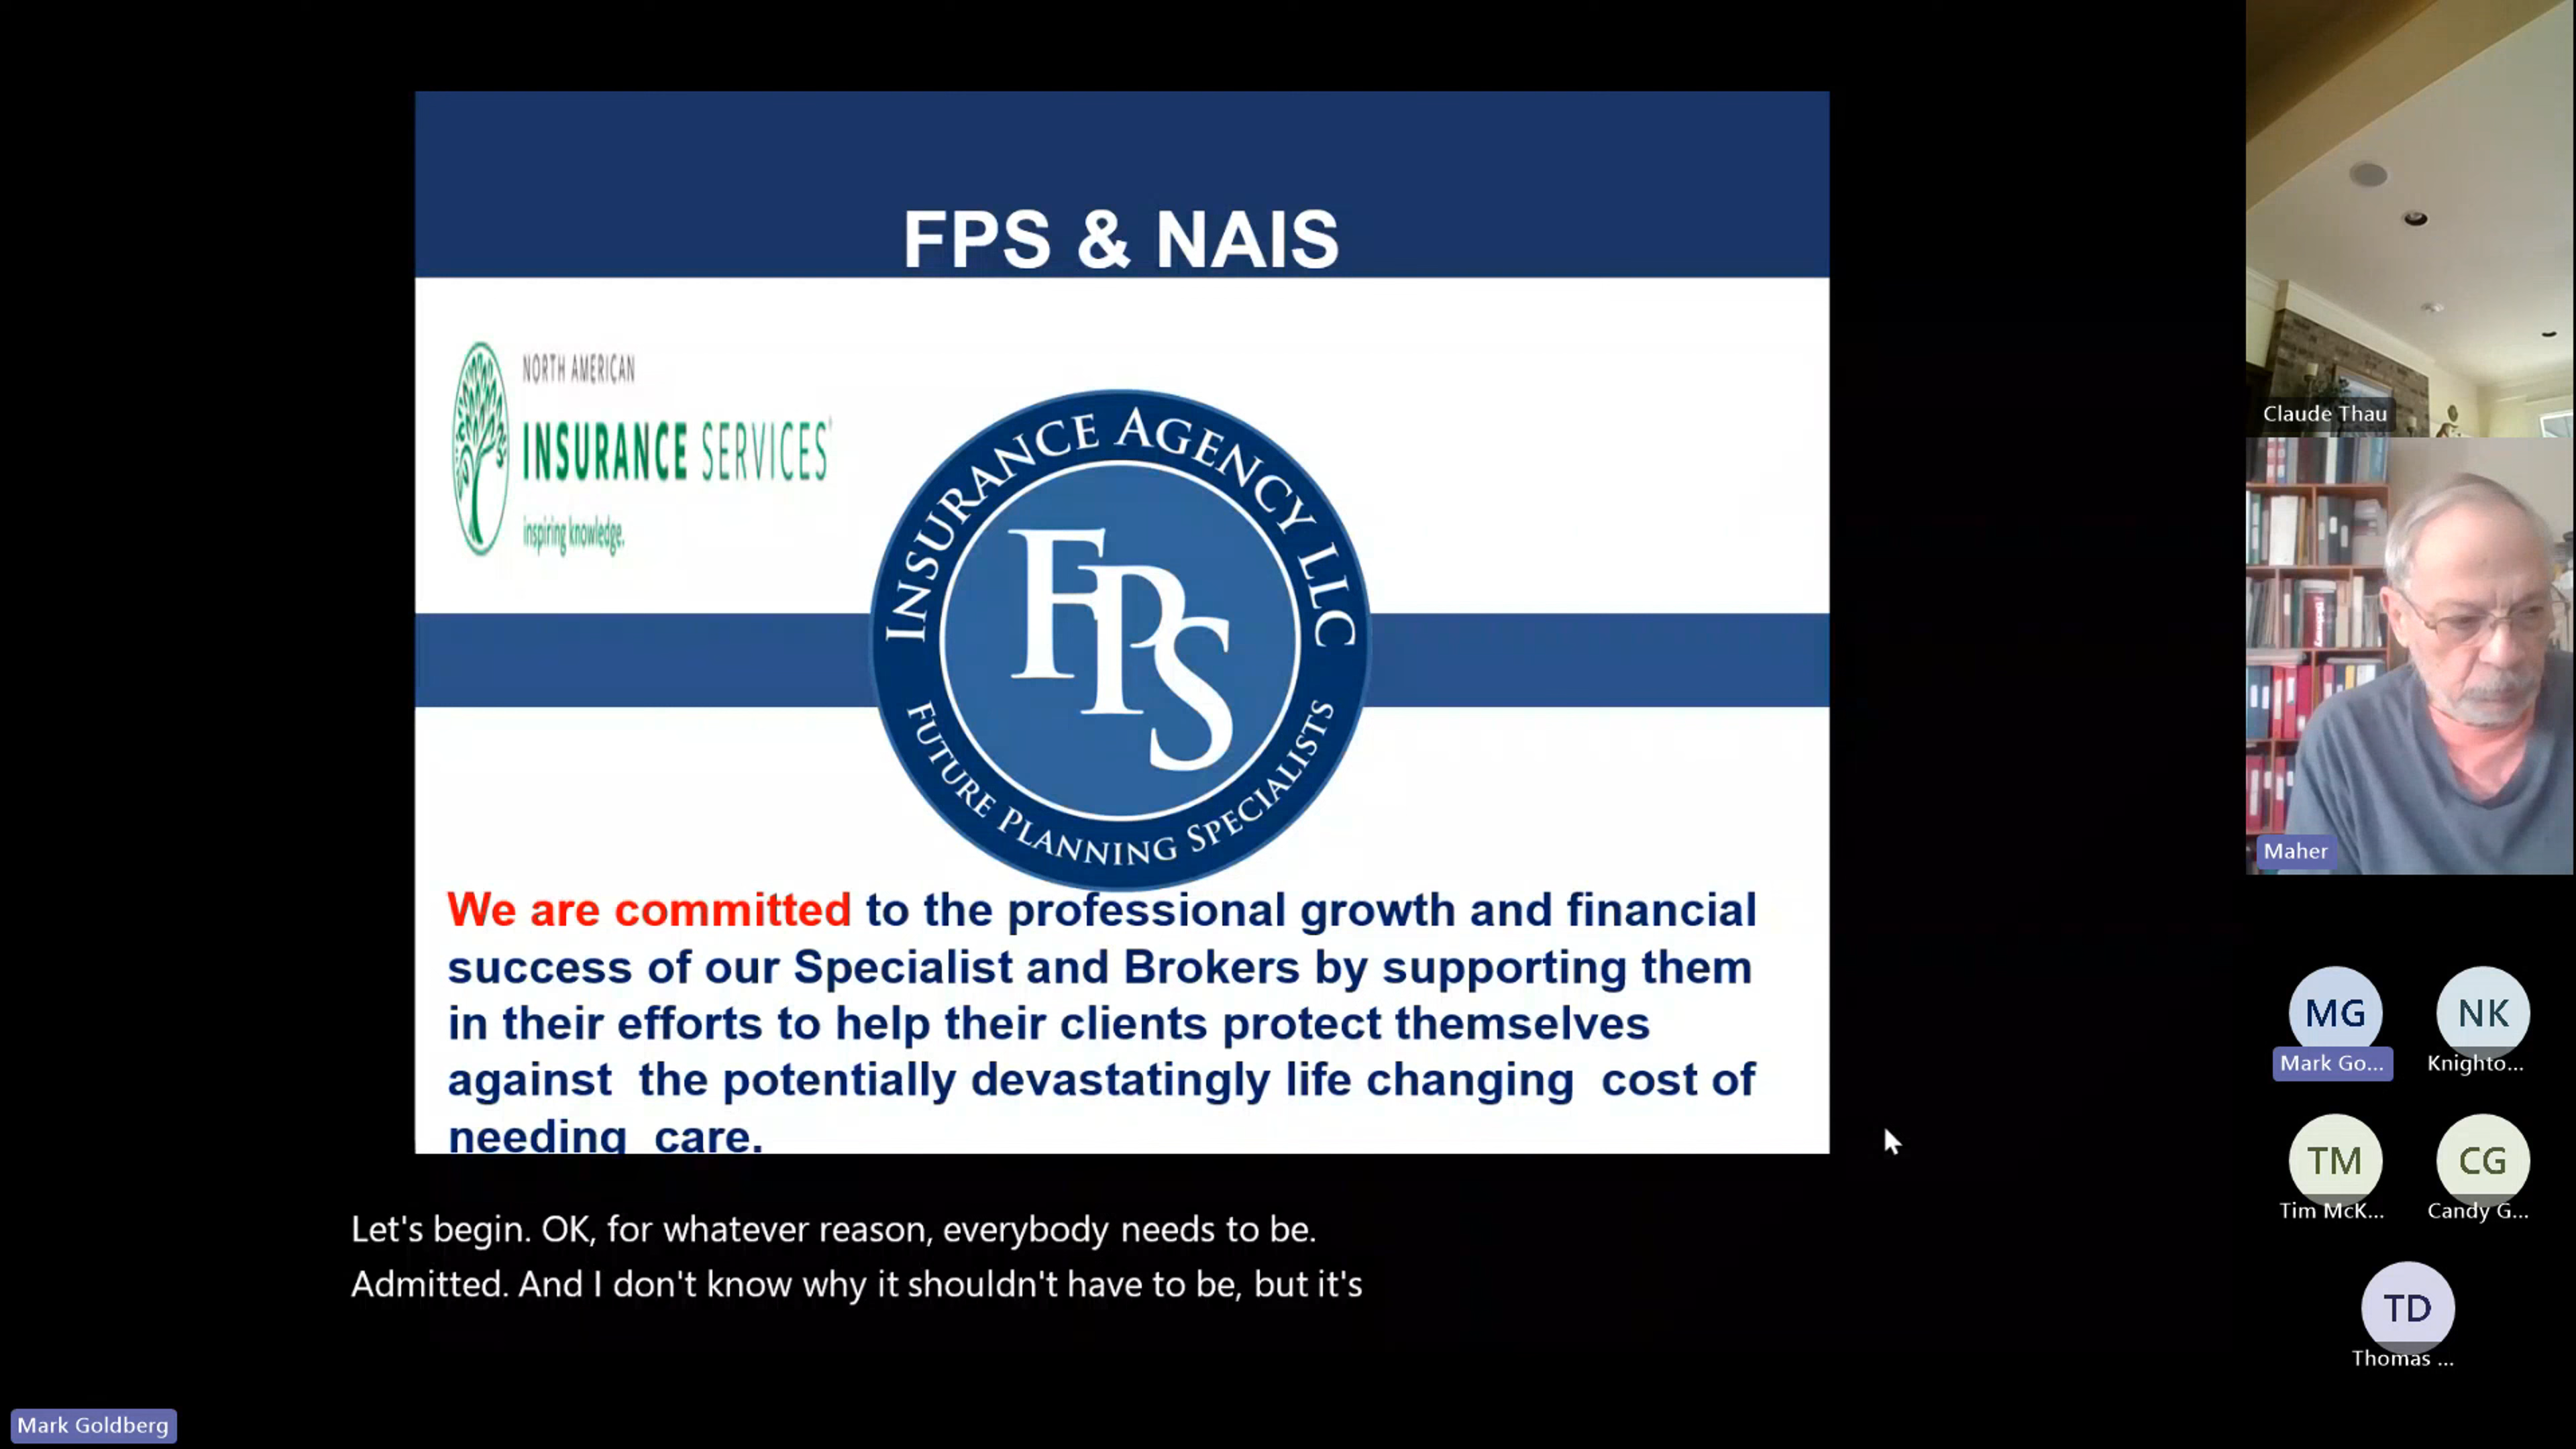 FPS & NAIS
NORTH AMERICAN
INSURANCE SERVICES
inspiring knowledge.
INSURANCE AGENCY LLC
FPS
FUTURE PLANNING SPECIALISTS
We are committed to the professional growth and financial
success of our Specialist and Brokers by supporting them
in their efforts to help their clients protect themselves
against the potentially devastatingly life changing cost of
needing care.
Let's begin. OK, for whatever reason, everybody needs to be.
Admitted. And I don't know why it shouldn't have to be, but it's
Mark Goldberg
Claude Thau
Maher
MG
Mark Go...
NK
Knighto...
TM
Tim McK...
CG
Candy G...
TD
Thomas ...